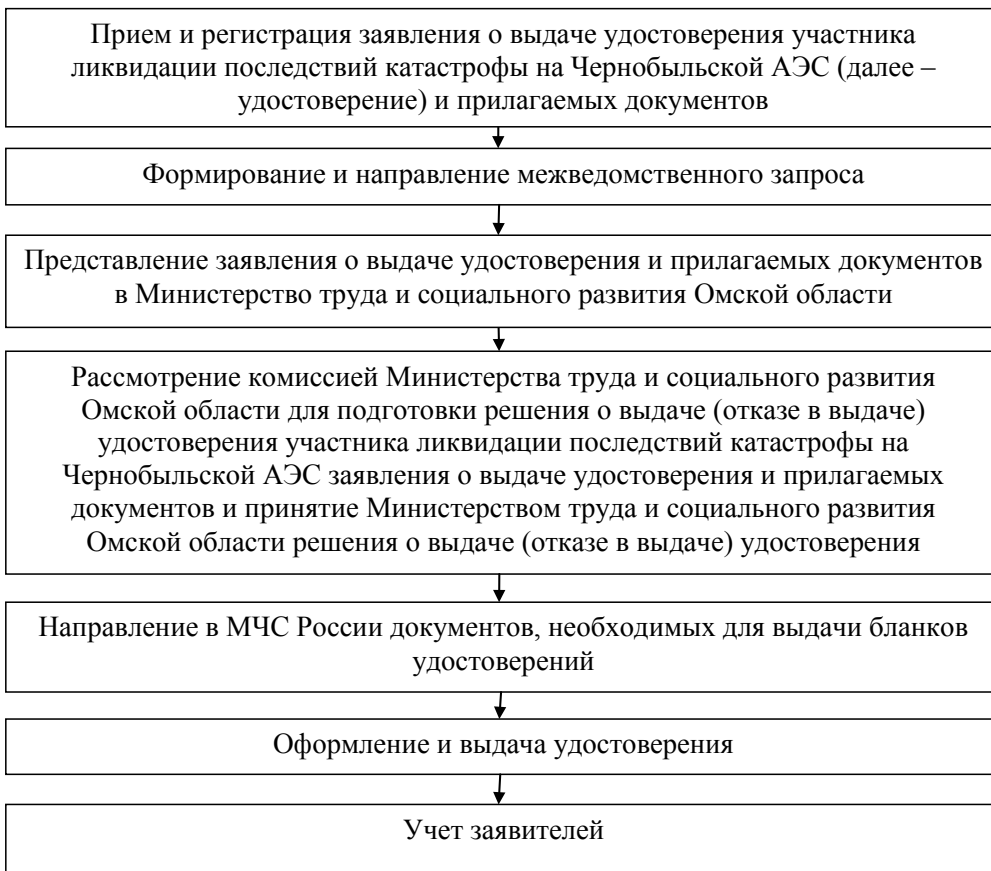 Прием и регистрация заявления о выдаче удостоверения участника
ликвидации последствий катастрофы на Чернобыльской АЭС (далее –
удостоверение) и прилагаемых документов
Формирование и направление межведомственного запроса
Представление заявления о выдаче удостоверения и прилагаемых документов
в Министерство труда и социального развития Омской области
Рассмотрение комиссией Министерства труда и социального развития
Омской области для подготовки решения о выдаче (отказе в выдаче)
удостоверения участника ликвидации последствий катастрофы на
Чернобыльской АЭС заявления о выдаче удостоверения и прилагаемых
документов и принятие Министерством труда и социального развития
Омской области решения о выдаче (отказе в выдаче) удостоверения
Направление в МЧС России документов, необходимых для выдачи бланков
удостоверений
Оформление и выдача удостоверения
Учет заявителей